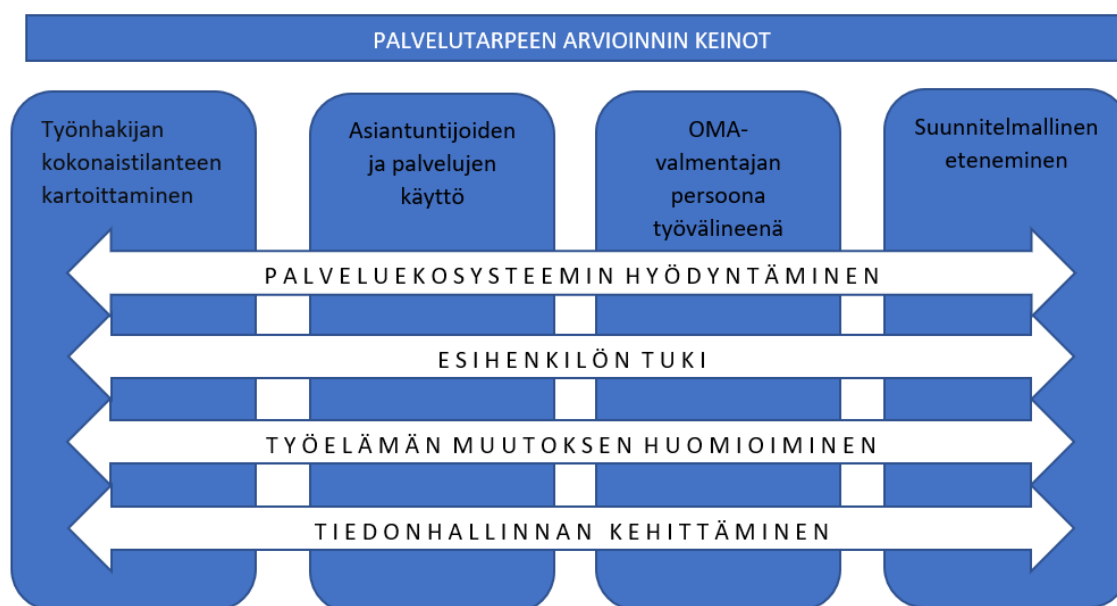 PALVELUTARPEEN ARVIOINNIN KEINOT
Työnhakijan
kokonaistilanteen
kartoittaminen
Asiantuntijoiden
ja palvelujen
käyttö
OMA-
valmentajan
persoona
työvälineenä
Suunnitelmallinen
eteneminen
PALVELUEKOSYSTEEMIN HYÖDYNTÄMINEN
ESIHENKILÖN TUKI
TYÖELÄMÄN MUUTOKSEN HUOMIOIMINEN
TIEDONHALLINNAN KEHITTÄMINEN